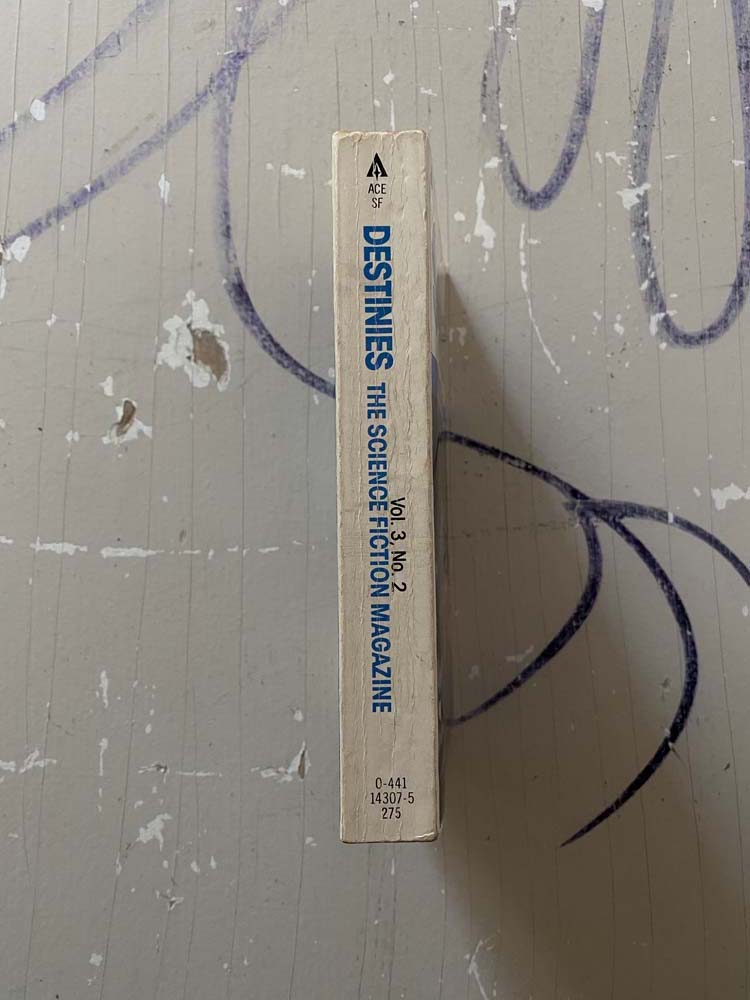 ACE
SF
DESTINIES THE SCIENCE FICTION MAGAZINE
Vol. 3, No. 2
0-441
14307-5
275